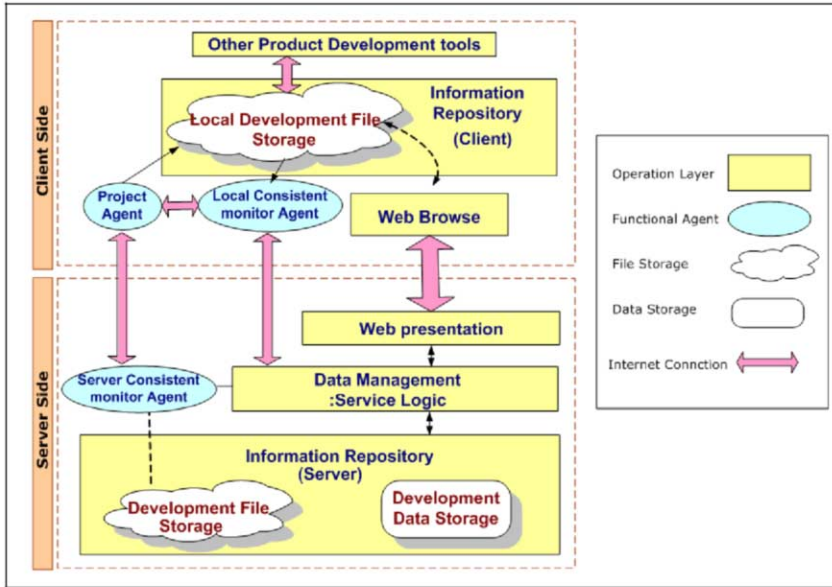 Client Side
Other Product Development tools
Information
Repository
(Client)
Local Development File
Storage
Project
Agent
Local Consistent
monitor Agent
Web Browse
Server Side
Web presentation
Server Consistent
monitor Agent
Data Management
:Service Logic
Information Repository
(Server)
Development File
Storage
Development
Data Storage
Operation Layer
Functional Agent
File Storage
Data Storage
Internet Connction